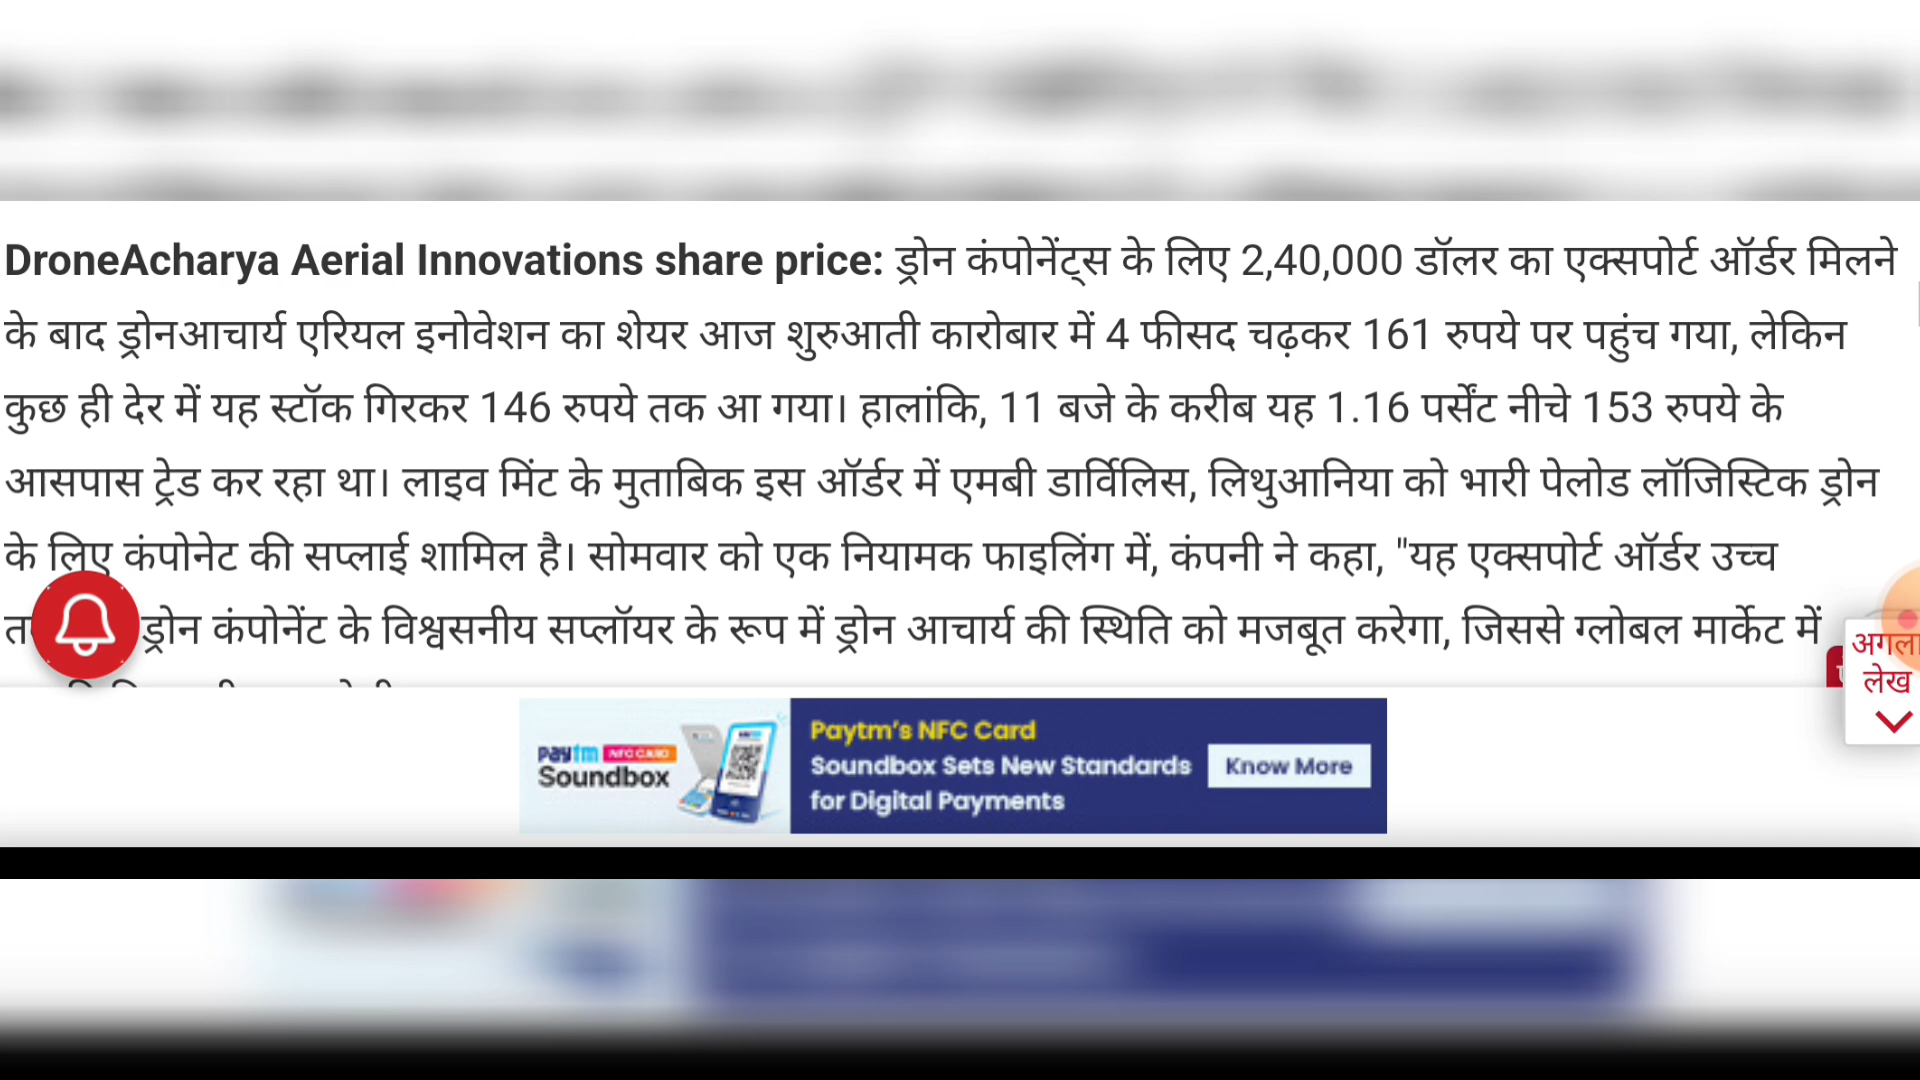 DroneAcharya Aerial Innovations share price: ड्रोन कंपोनेंट्स के लिए 2,40,000 डॉलर का एक्सपोर्ट ऑर्डर मिलने
के बाद ड्रोनआचार्य एरियल इनोवेशन का शेयर आज शुरुआती कारोबार में 4 फीसद चढ़कर 161 रुपये पर पहुंच गया, लेकिन
कुछ ही देर में यह स्टॉक गिरकर 146 रुपये तक आ गया। हालांकि, 11 बजे के करीब यह 1.16 पर्सेंट नीचे 153 रुपये के
आसपास ट्रेड कर रहा था। लाइव मिंट के मुताबिक इस ऑर्डर में एमबी डार्विलिस, लिथुआनिया को भारी पेलोड लॉजिस्टिक ड्रोन
के लिए कंपोनेट की सप्लाई शामिल है। सोमवार को एक नियामक फाइलिंग में, कंपनी ने कहा, "यह एक्सपोर्ट ऑर्डर उच्च
ड्रोन कंपोनेंट के विश्वसनीय सप्लॉयर के रूप में ड्रोन आचार्य की स्थिति को मजबूत करेगा, जिससे ग्लोबल मार्केट में
अगला
लेख
paytm NFC CARD
Soundbox
Paytm's NFC Card
Soundbox Sets New Standards
for Digital Payments
Know More